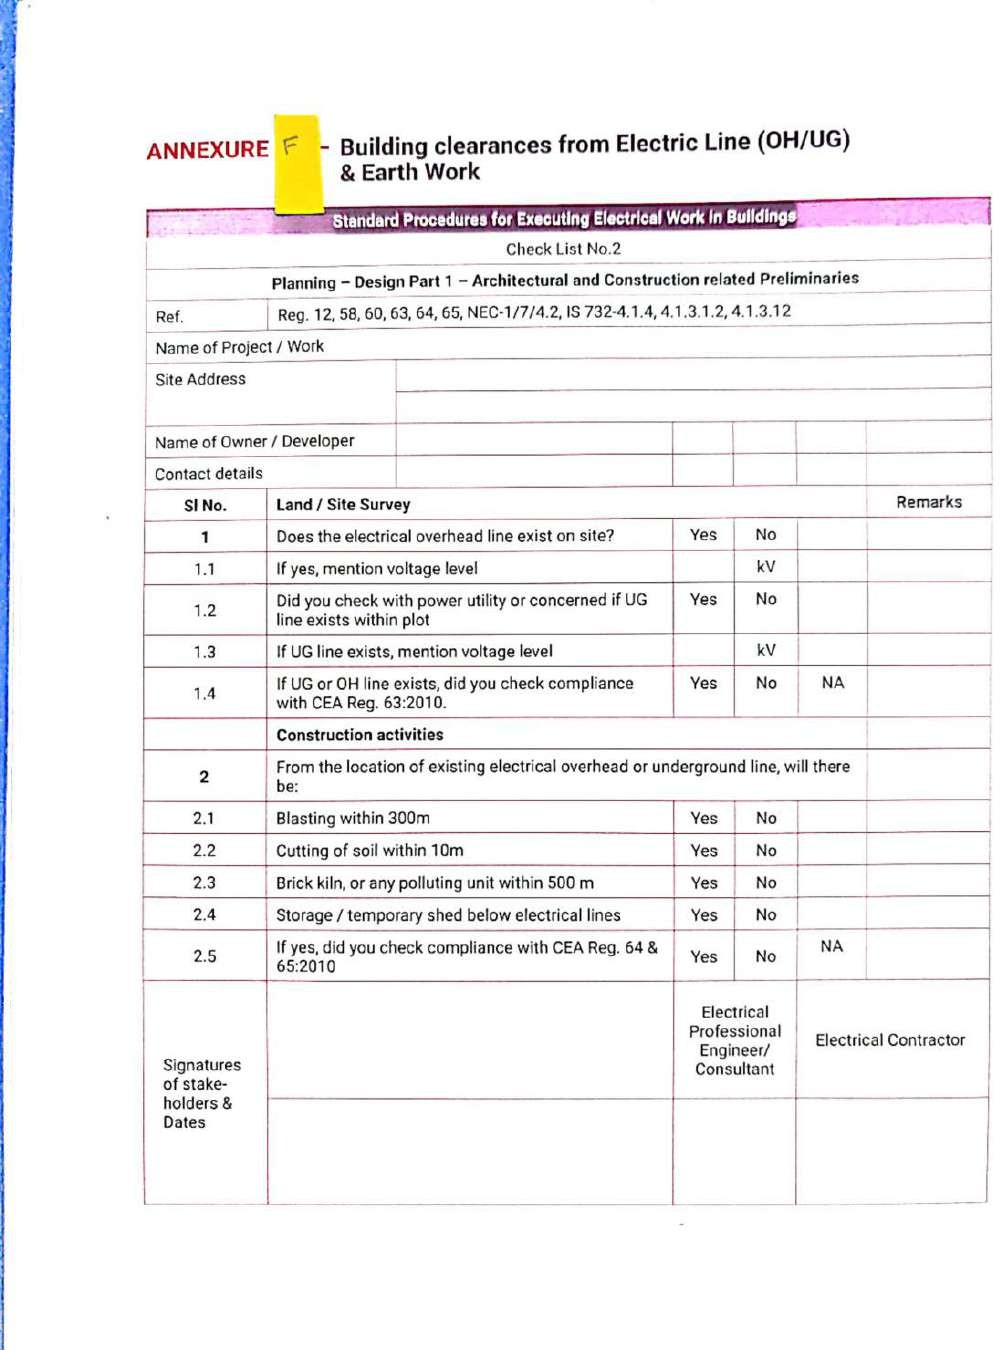 ANNEXURE F - Building clearances from Electric Line (OH/UG)
& Earth Work
Standard Procedures for Executing Electrical Work in Buildings
Check List No.2
Planning – Design Part 1 – Architectural and Construction related Preliminaries
Ref. Reg. 12, 58, 60, 63, 64, 65, NEC-1/7/4.2, IS 732-4.1.4, 4.1.3.1.2, 4.1.3.12
Name of Project / Work
Site Address
Name of Owner / Developer
Contact details
Sl No. Land / Site Survey Remarks
1 Does the electrical overhead line exist on site? Yes No
1.1 If yes, mention voltage level kV
1.2 Did you check with power utility or concerned if UG Yes No
line exists within plot
1.3 If UG line exists, mention voltage level kV
1.4 If UG or OH line exists, did you check compliance Yes No NA
with CEA Reg. 63:2010.
Construction activities
2 From the location of existing electrical overhead or underground line, will there
be:
2.1 Blasting within 300m Yes No
2.2 Cutting of soil within 10m Yes No
2.3 Brick kiln, or any polluting unit within 500 m Yes No
2.4 Storage / temporary shed below electrical lines Yes No
2.5 If yes, did you check compliance with CEA Reg. 64 & Yes No NA
65:2010
Signatures
of stake-
holders &
Dates
Electrical
Professional
Engineer/
Consultant
Electrical Contractor